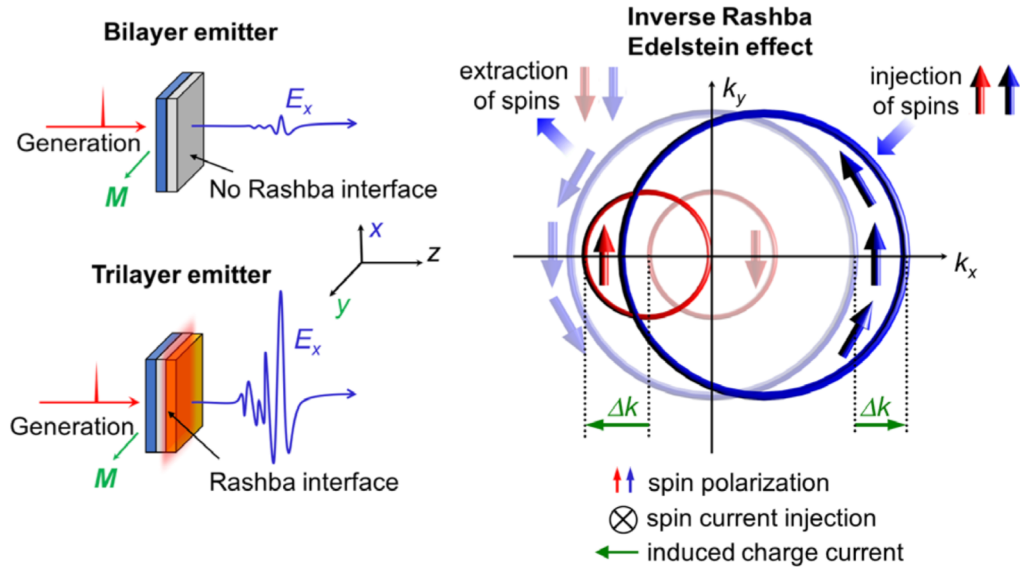 Bilayer emitter
E_x
Generation
M
No Rashba interface
x
z
y
Trilayer emitter
E_x
Generation
M
Rashba interface
Inverse Rashba
Edelstein effect
extraction
of spins
k_y
injection
of spins
k_x
Δk
Δk
spin polarization
spin current injection
induced charge current